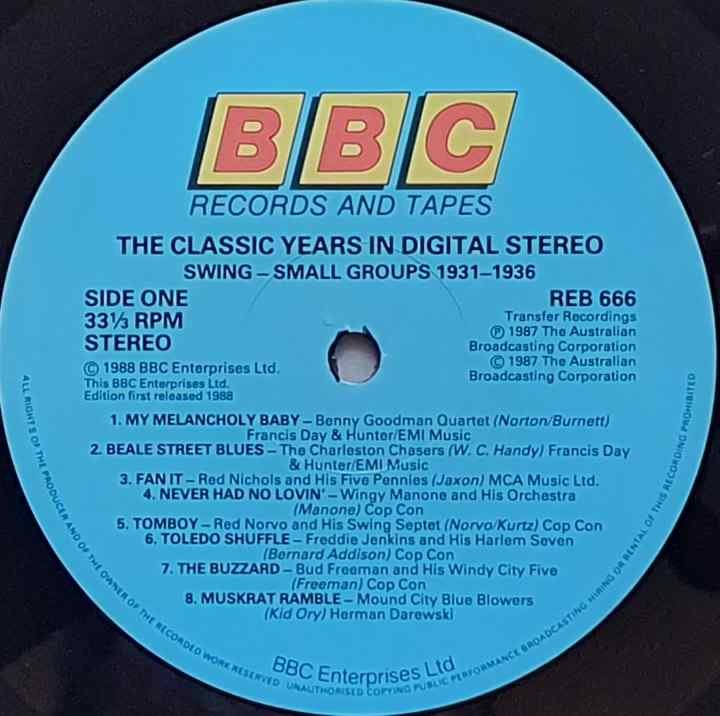 BBC
RECORDS AND TAPES
THE CLASSIC YEARS IN DIGITAL STEREO
SWING – SMALL GROUPS 1931–1936
SIDE ONE
33⅓ RPM
STEREO
© 1988 BBC Enterprises Ltd.
This BBC Enterprises Ltd.
Edition first released 1988
REB 666
Transfer Recordings
℗ 1987 The Australian
Broadcasting Corporation
© 1987 The Australian
Broadcasting Corporation
1. MY MELANCHOLY BABY – Benny Goodman Quartet (Norton/Burnett)
Francis Day & Hunter/EMI Music
2. BEALE STREET BLUES – The Charleston Chasers (W. C. Handy) Francis Day
& Hunter/EMI Music
3. FAN IT – Red Nichols and His Five Pennies (Jaxon) MCA Music Ltd.
4. NEVER HAD NO LOVIN' – Wingy Manone and His Orchestra
(Manone) Cop Con
5. TOMBOY – Red Norvo and His Swing Septet (Norvo/Kurtz) Cop Con
6. TOLEDO SHUFFLE – Freddie Jenkins and His Harlem Seven
(Bernard Addison) Cop Con
7. THE BUZZARD – Bud Freeman and His Windy City Five
(Freeman) Cop Con
8. MUSKRAT RAMBLE – Mound City Blue Blowers
(Kid Ory) Herman Darewski
BBC Enterprises Ltd
ALL RIGHTS OF THE PRODUCER AND OF THE OWNER OF THE RECORDED WORK RESERVED UNAUTHORISED COPYING PUBLIC PERFORMANCE BROADCASTING HIRING OR RENTAL OF THIS RECORDING PROHIBITED